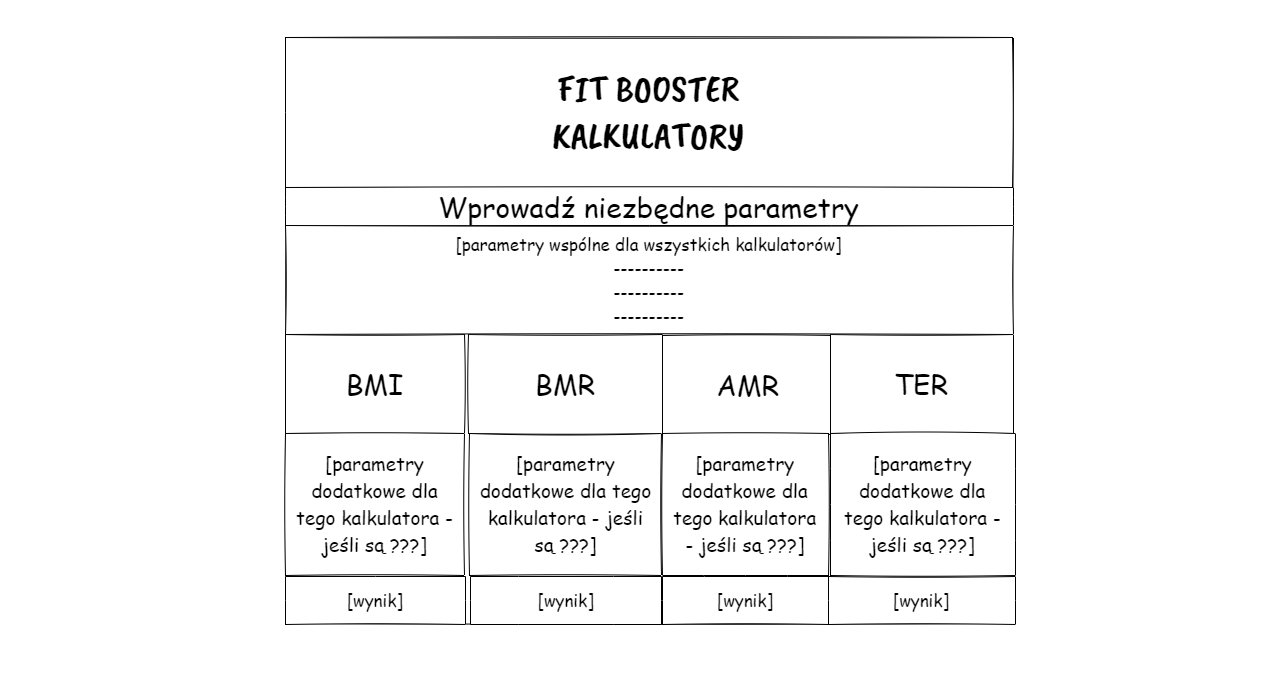 FIT BOOSTER
KALKULATORY
Wprowadź niezbędne parametry
[parametry wspólne dla wszystkich kalkulatorów]
----------
----------
----------
BMI
BMR
AMR
TER
[parametry
dodatkowe dla
tego kalkulatora -
jeśli są ???]
[parametry
dodatkowe dla tego
kalkulatora - jeśli
są ???]
[parametry
dodatkowe dla
tego kalkulatora
- jeśli są ???]
[parametry
dodatkowe dla
tego kalkulatora -
jeśli są ???]
[wynik]
[wynik]
[wynik]
[wynik]